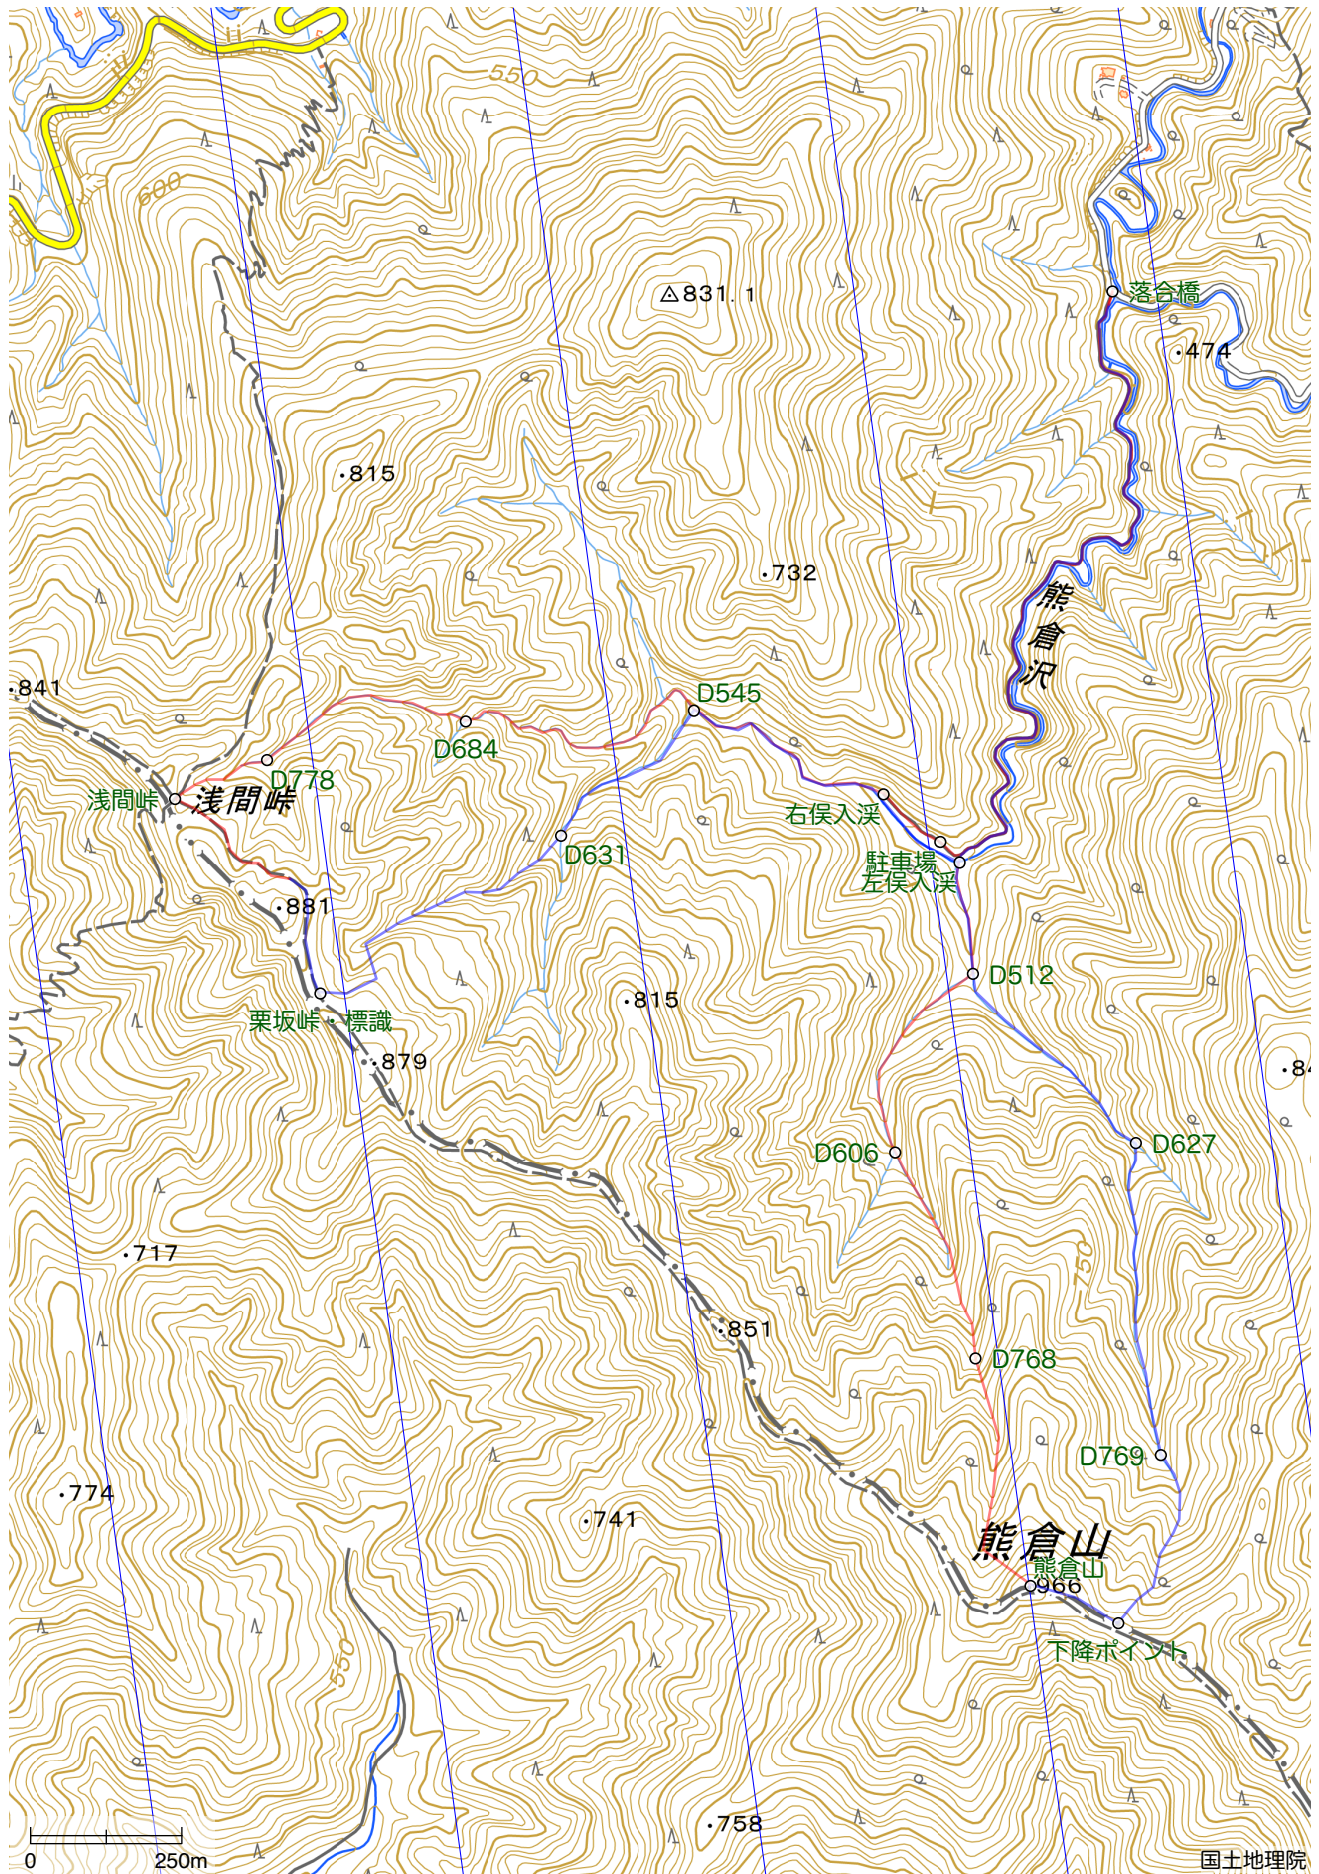 550
600
831.1
落合橋
474
815
732
熊倉沢
841
D545
D684
D778
浅間峠
浅間峠
右俣入渓
駐車場
左俣入渓
D631
881
D512
815
栗坂峠・標識
879
84
D627
D606
717
750
851
D768
D769
774
741
熊倉山
熊倉山
966
下降ポイント
550
758
0 250m
国土地理院